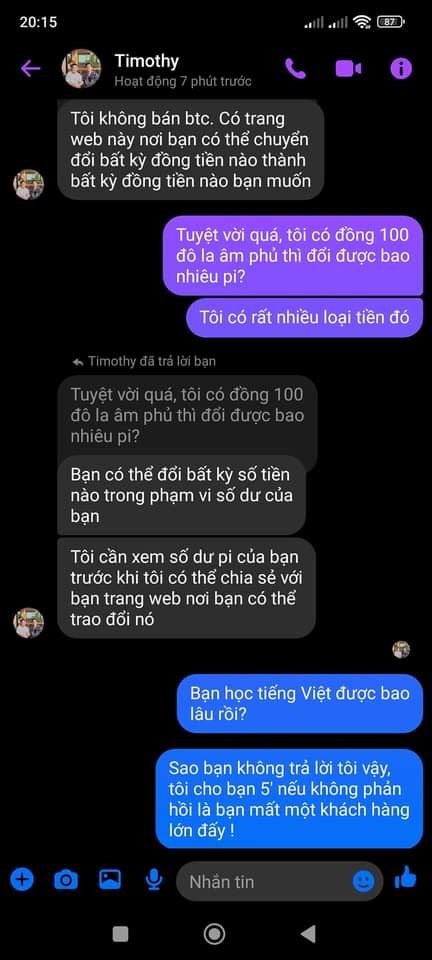 20:15
87
Timothy
Hoạt động 7 phút trước
Tôi không bán btc. Có trang
web này nơi bạn có thể chuyển
đổi bất kỳ đồng tiền nào thành
bất kỳ đồng tiền nào bạn muốn
Tuyệt vời quá, tôi có đồng 100
đô la âm phủ thì đổi được bao
nhiêu pi?
Tôi có rất nhiều loại tiền đó
Timothy đã trả lời bạn
Tuyệt vời quá, tôi có đồng 100
đô la âm phủ thì đổi được bao
nhiêu pi?
Bạn có thể đổi bất kỳ số tiền
nào trong phạm vi số dư của
bạn
Tôi cần xem số dư pi của bạn
trước khi tôi có thể chia sẻ với
bạn trang web nơi bạn có thể
trao đổi nó
Bạn học tiếng Việt được bao
lâu rồi?
Sao bạn không trả lời tôi vậy,
tôi cho bạn 5' nếu không phản
hồi là bạn mất một khách hàng
lớn đấy !
Nhắn tin